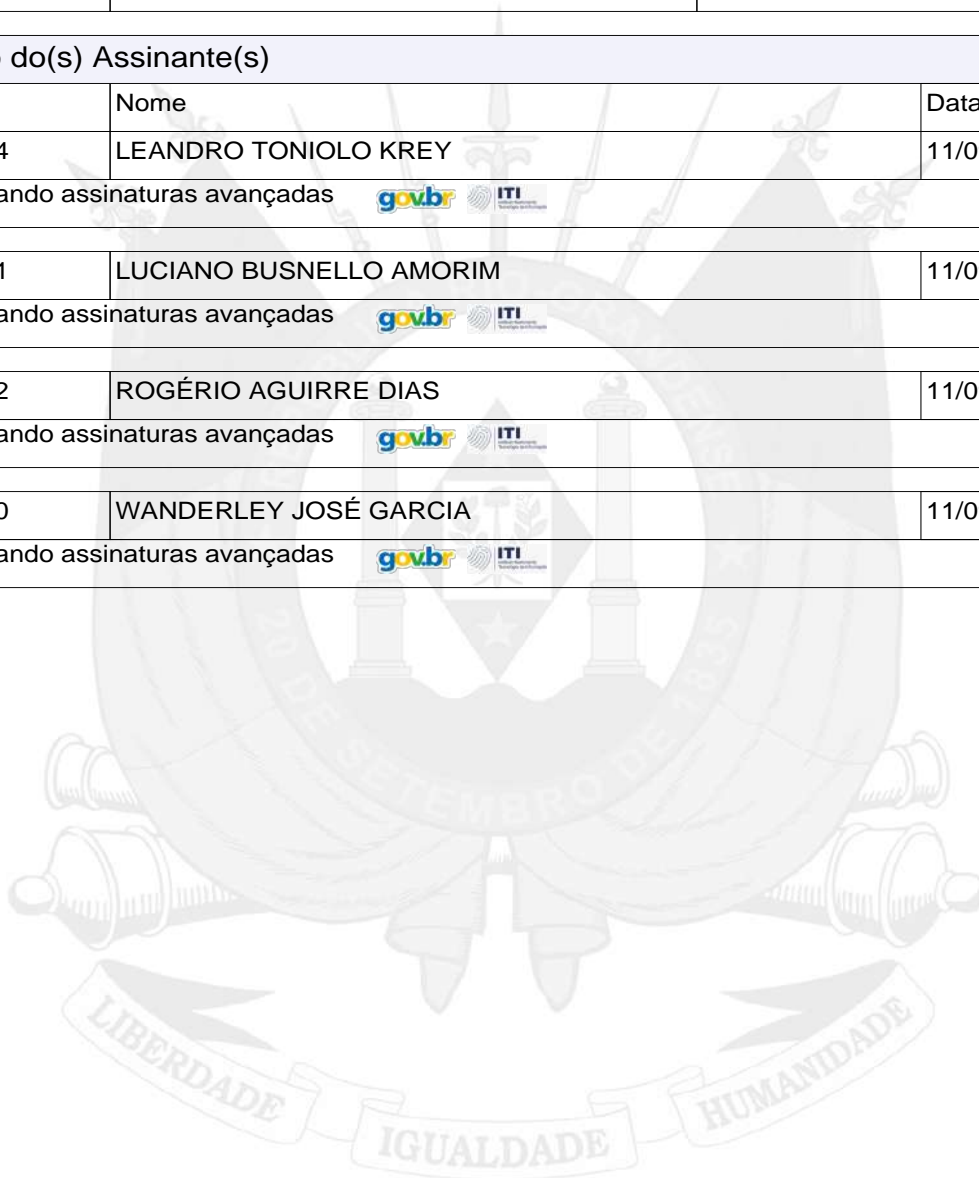 do(s) Assinante(s)
Nome Data
4 LEANDRO TONIOLO KREY 11/0
ando assinaturas avançadas gov.br ITI
1 LUCIANO BUSNELLO AMORIM 11/0
ando assinaturas avançadas gov.br ITI
2 ROGÉRIO AGUIRRE DIAS 11/0
ando assinaturas avançadas gov.br ITI
0 WANDERLEY JOSÉ GARCIA 11/0
ando assinaturas avançadas gov.br ITI
20 DE SETEMBRO DE 1835
LIBERDADE IGUALDADE HUMANIDADE